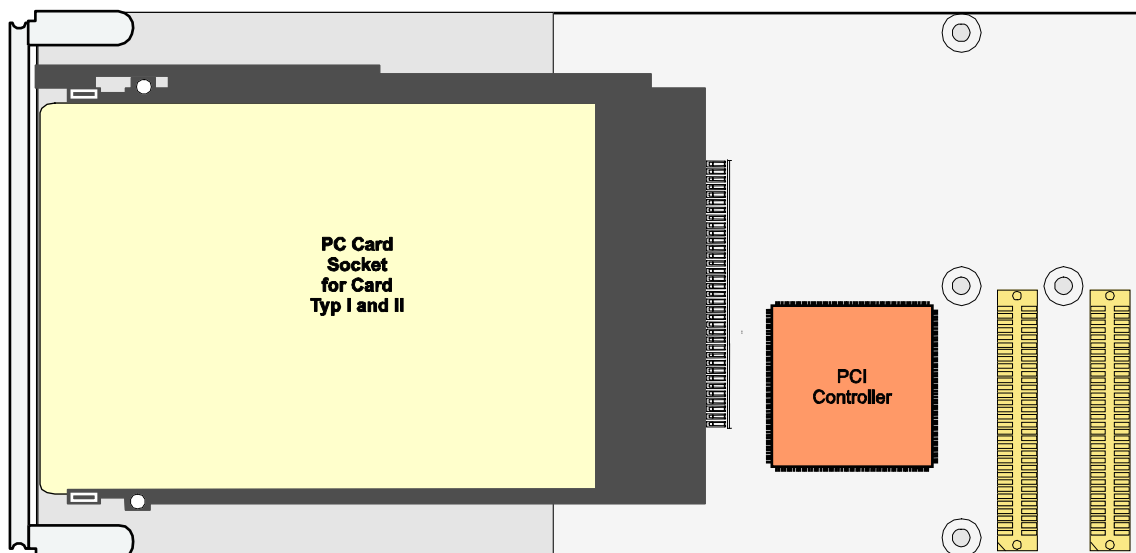 PC Card
Socket
for Card
Typ I and II
PCI
Controller